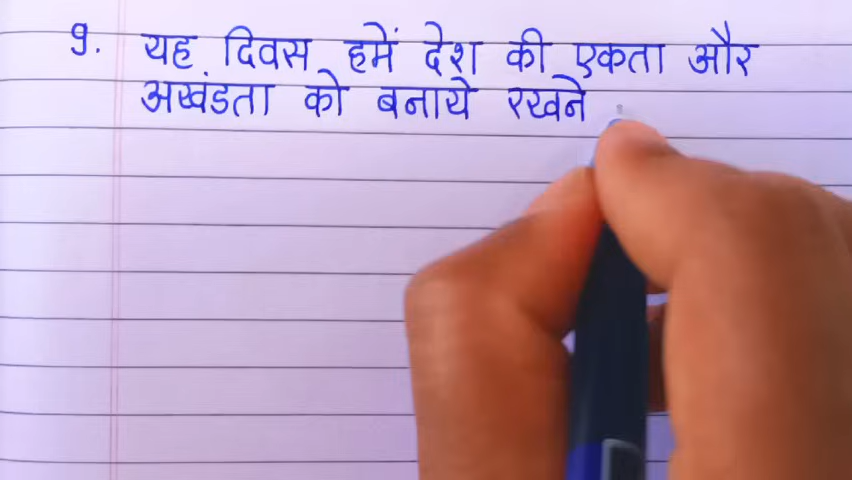 9. यह दिवस हमें देश की एकता और
अखंडता को बनाये रखने